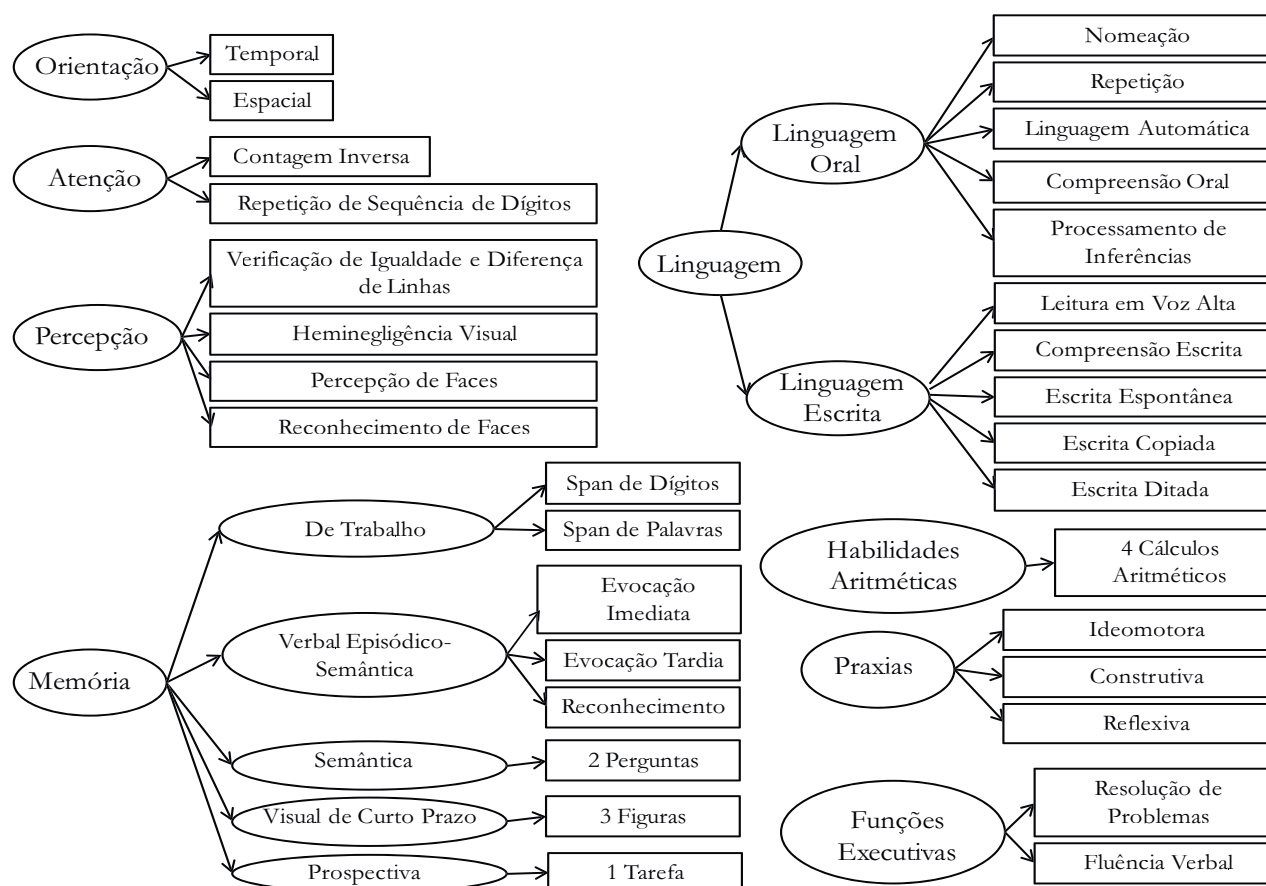 Orientação
Temporal
Espacial
Atenção
Contagem Inversa
Repetição de Sequência de Dígitos
Percepção
Verificação de Igualdade e Diferença
de Linhas
Heminegligência Visual
Percepção de Faces
Reconhecimento de Faces
Memória
De Trabalho
Span de Dígitos
Span de Palavras
Verbal Episódico-
Semântica
Evocação
Imediata
Evocação Tardia
Reconhecimento
Semântica
2 Perguntas
Visual de Curto Prazo
3 Figuras
Prospectiva
1 Tarefa
Linguagem
Linguagem
Oral
Nomeação
Repetição
Linguagem Automática
Compreensão Oral
Processamento de
Inferências
Linguagem
Escrita
Leitura em Voz Alta
Compreensão Escrita
Escrita Espontânea
Escrita Copiada
Escrita Ditada
Habilidades
Aritméticas
4 Cálculos
Aritméticos
Praxias
Ideomotora
Construtiva
Reflexiva
Funções
Executivas
Resolução de
Problemas
Fluência Verbal